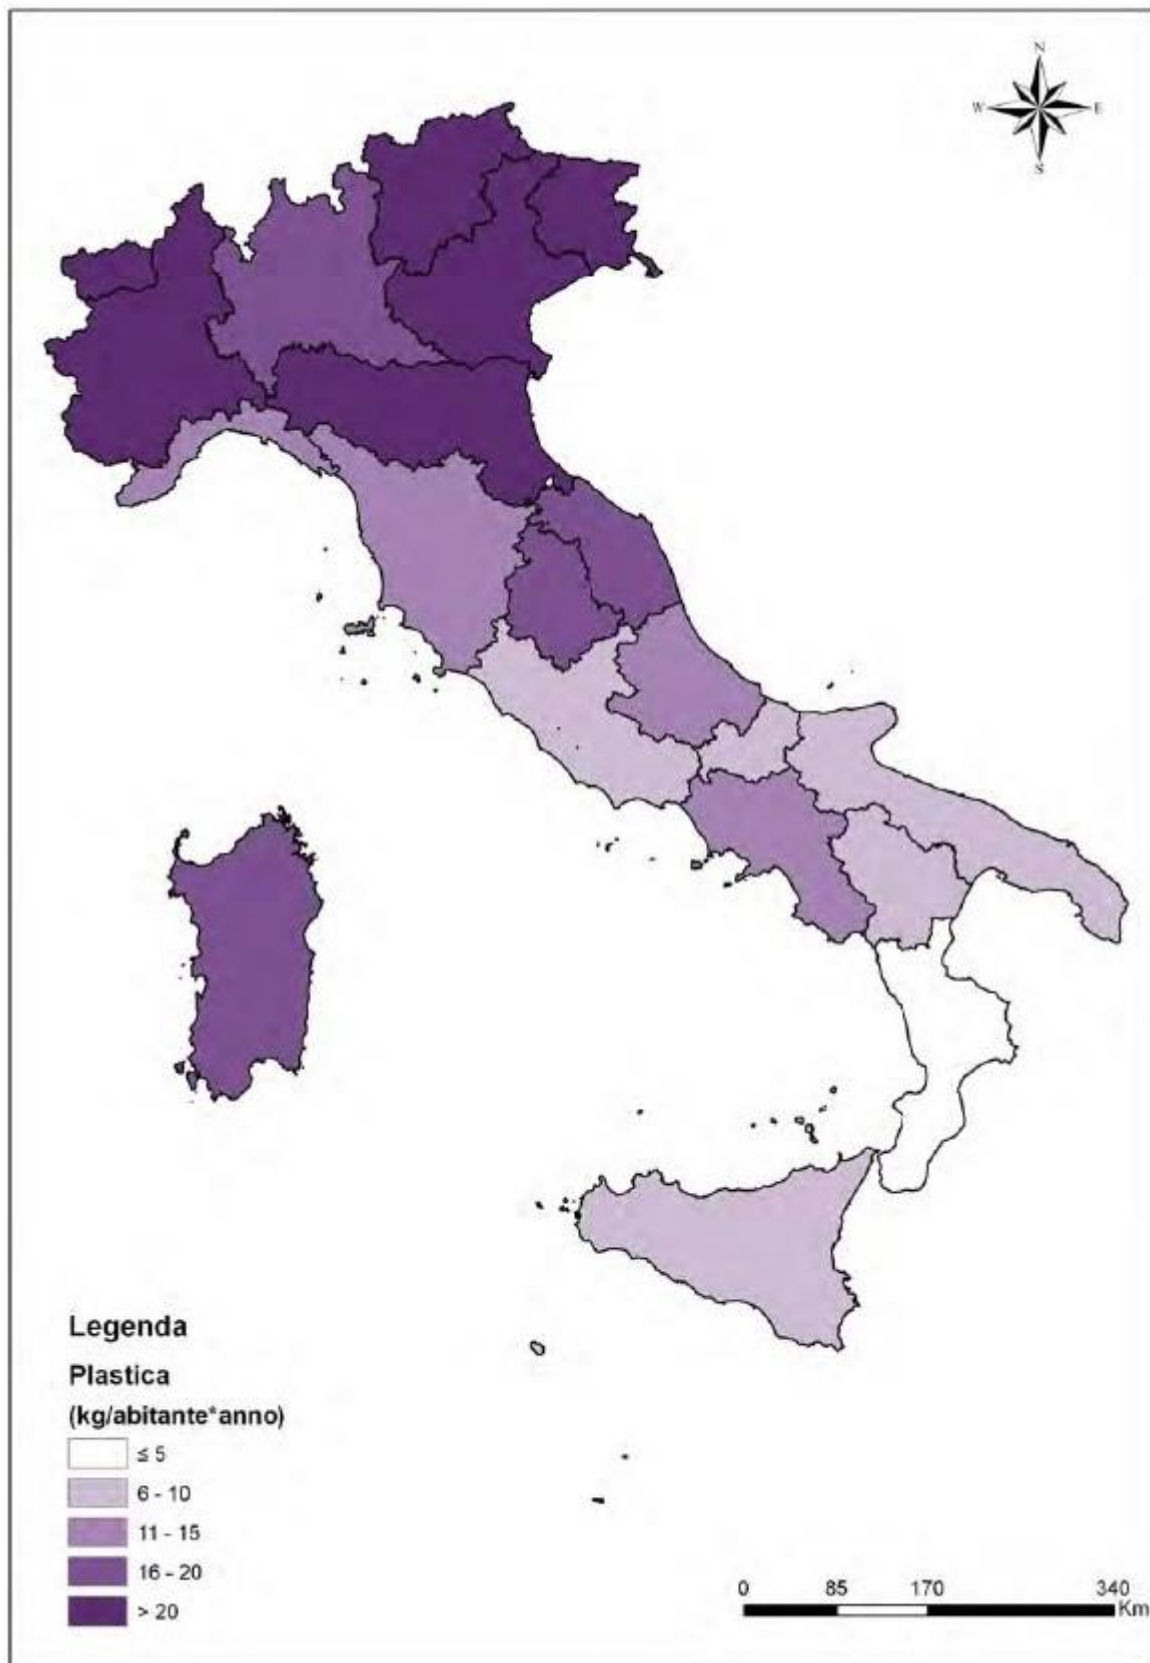 N
W E
S
Legenda
Plastica
(kg/abitante*anno)
≤ 5
6 - 10
11 - 15
16 - 20
> 20
0 85 170 340
Km